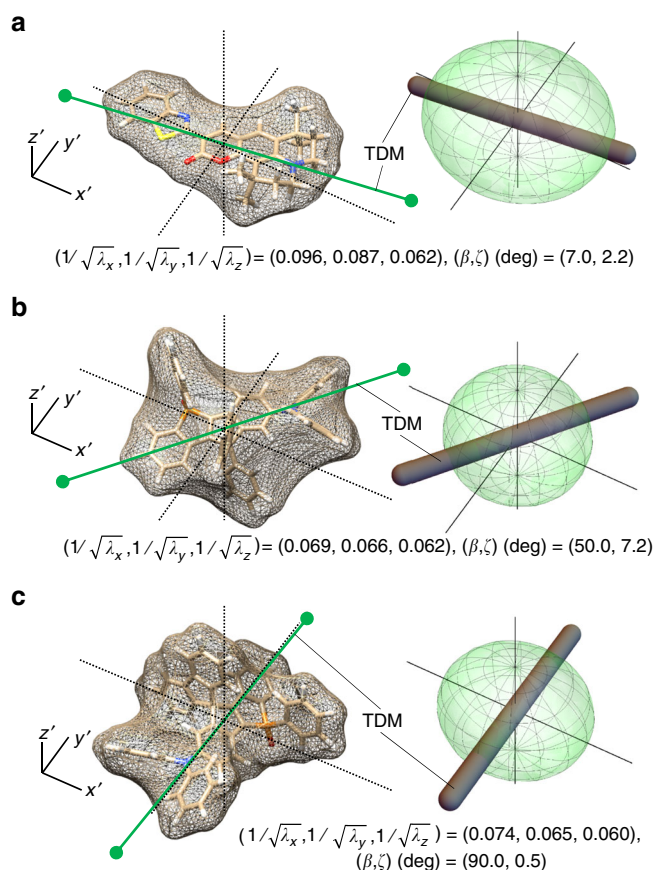 a
z′
y′
x′
TDM
(1/√λx, 1/√λy, 1/√λz) = (0.096, 0.087, 0.062), (β,ζ) (deg) = (7.0, 2.2)
b
z′
y′
x′
TDM
(1/√λx, 1/√λy, 1/√λz) = (0.069, 0.066, 0.062), (β,ζ) (deg) = (50.0, 7.2)
c
z′
y′
x′
TDM
(1/√λx, 1/√λy, 1/√λz) = (0.074, 0.065, 0.060),
(β,ζ) (deg) = (90.0, 0.5)